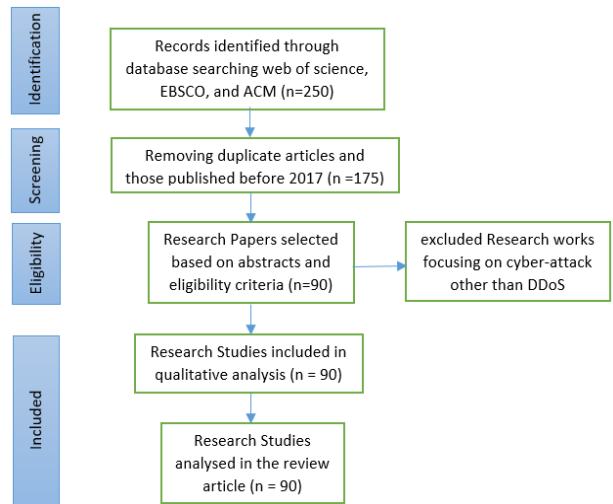 Identification
Records identified through
database searching web of science,
EBSCO, and ACM (n=250)
Screening
Removing duplicate articles and
those published before 2017 (n =175)
Eligibility
Research Papers selected
based on abstracts and
eligibility criteria (n=90)
excluded Research works
focusing on cyber-attack
other than DDoS
Included
Research Studies included in
qualitative analysis (n = 90)
Research Studies
analysed in the review
article (n = 90)